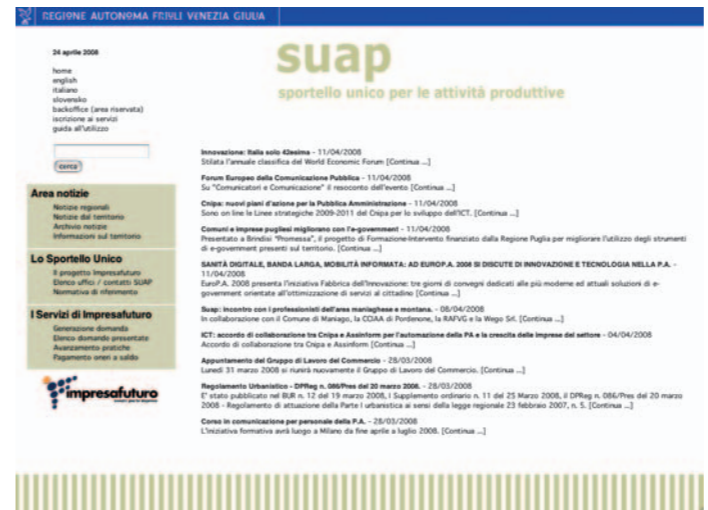 REGIONE AUTONOMA FRIULI VENEZIA GIULIA
24 aprile 2008
home
english
italiano
slovensko
backoffice (area riservata)
iscrizione ai servizi
guida all'utilizzo
cerca
Area notizie
Notizie regionali
Notizie dal territorio
Archivio notizie
Informazioni sul territorio
Lo Sportello Unico
Il progetto Impresafuturo
Elenco uffici / contatti SUAP
Normativa di riferimento
I Servizi di Impresafuturo
Generazione domanda
Elenco domande presentate
Avanzamento pratiche
Pagamento oneri a saldo
impresafuturo
suap
sportello unico per le attività produttive
Innovazione: Italia solo 42esima - 11/04/2008
Stilata l'annuale classifica del World Economic Forum [Continua ...]
Forum Europeo della Comunicazione Pubblica - 11/04/2008
Su "Comunicatori e Comunicazione" il resoconto dell'evento [Continua ...]
Cnipa: nuovi piani d'azione per la Pubblica Amministrazione - 11/04/2008
Sono on line le Linee strategiche 2009-2011 del Cnipa per lo sviluppo dell'ICT. [Continua ...]
Comuni e imprese pugliesi migliorano con l'e-government - 11/04/2008
Presentato a Brindisi "Promessa", il progetto di Formazione-Intervento finanziato dalla Regione Puglia per migliorare l'utilizzo degli strumenti
di e-government presenti sul territorio. [Continua ...]
SANITÀ DIGITALE, BANDA LARGA, MOBILITÀ INFORMATA: AD EUROP.A. 2008 SI DISCUTE DI INNOVAZIONE E TECNOLOGIA NELLA P.A. -
11/04/2008
EuroP.A. 2008 presenta l'iniziativa Fabbrica dell'Innovazione: tre giorni di convegni dedicati alle più moderne ed attuali soluzioni di e-
government orientate all'ottimizzazione di servizi al cittadino [Continua ...]
Suap: incontro con i professionisti dell'area maniaghese e montana. - 08/04/2008
In collaborazione con il Comune di Maniago, la CCIAA di Pordenone, la RAFVG e la Wego Srl. [Continua ...]
ICT: accordo di collaborazione tra Cnipa e Assinform per l'automazione della PA e la crescita delle imprese del settore - 04/04/2008
Accordo di collaborazione tra Cnipa e Assinform [Continua ...]
Appuntamento del Gruppo di Lavoro del Commercio - 28/03/2008
Lunedì 31 marzo 2008 si riunirà nuovamente il Gruppo di Lavoro del Commercio. [Continua ...]
Regolamento Urbanistico - DPReg n. 086/Pres del 20 marzo 2008. - 28/03/2008
E' stato pubblicato nel BUR n. 12 del 19 marzo 2008, I Supplemento ordinario n. 11 del 25 Marzo 2008, il DPReg n. 086/Pres del 20 marzo
2008 - Regolamento di attuazione della Parte I urbanistica ai sensi della legge regionale 23 febbraio 2007, n. 5. [Continua ...]
Corso in comunicazione per personale della P.A. - 28/03/2008
L'iniziativa formativa avrà luogo a Milano da fine aprile a luglio 2008. [Continua ...]